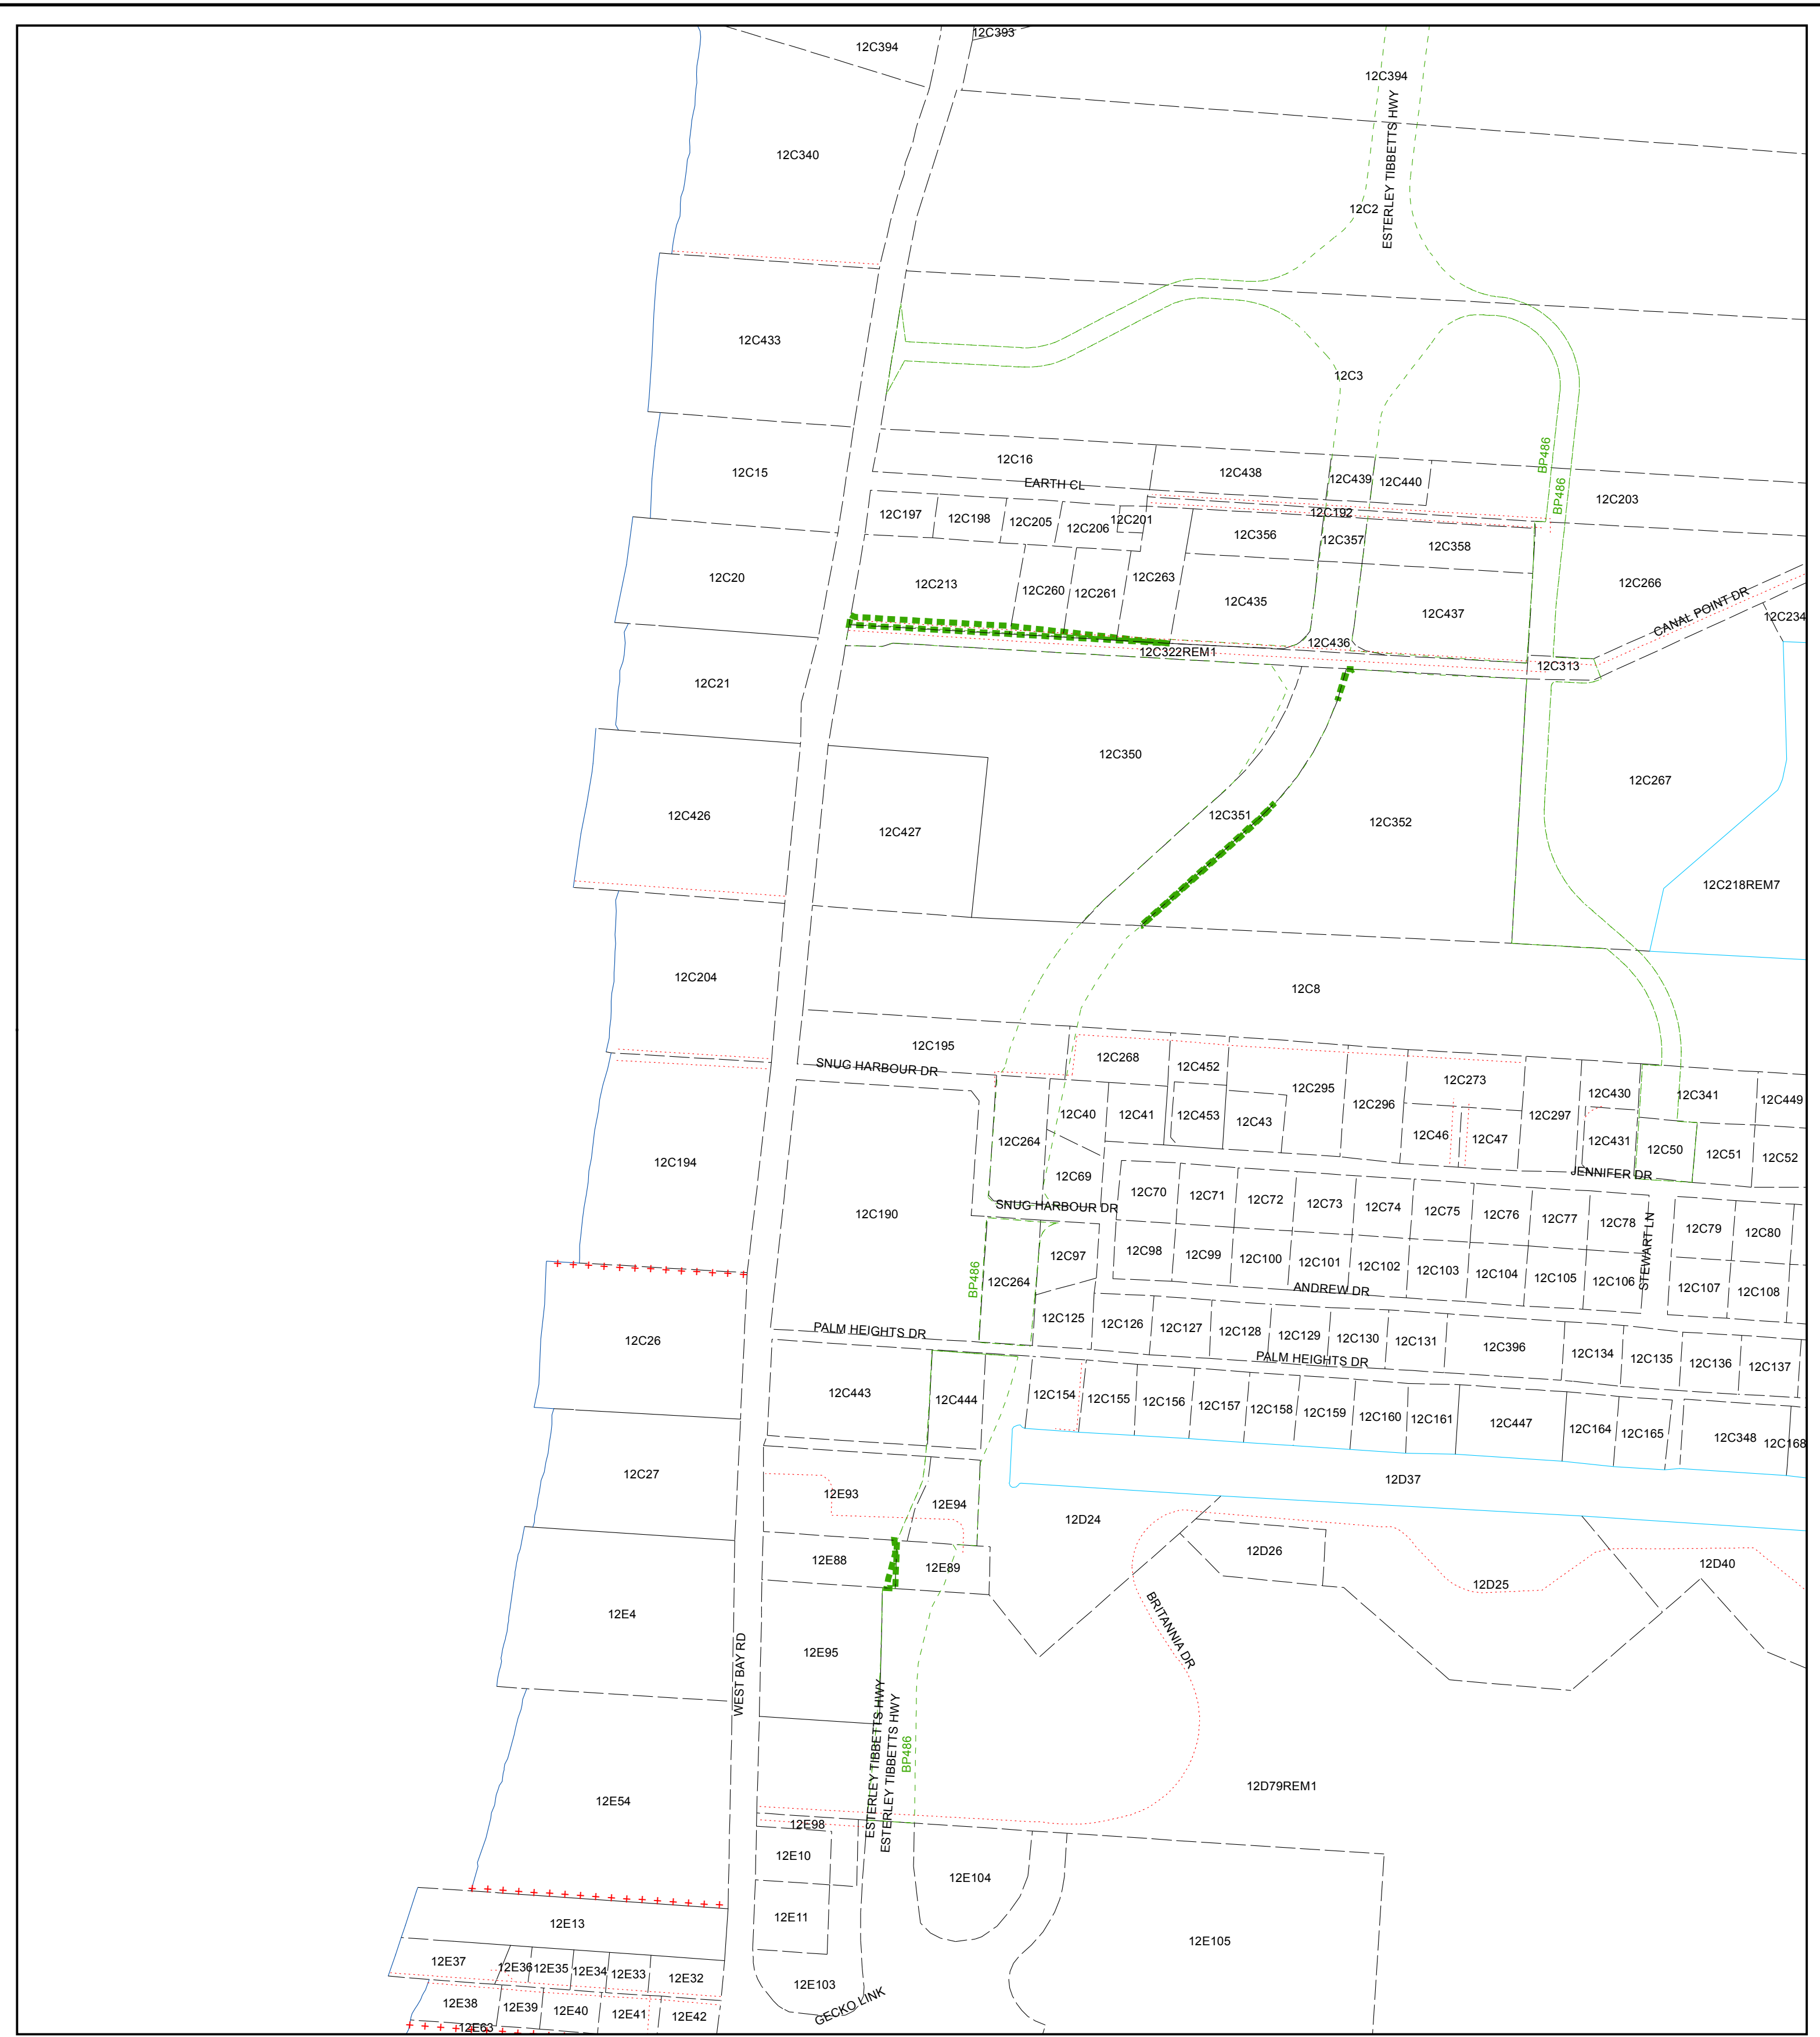 12C394
12C393
12C394
12C340
12C2
ESTERLEY TIBBETTS HWY
12C433
12C3
12C15
12C16
12C438
12C439
12C440
BP486
BP486
12C203
EARTH CL
12C197
12C198
12C205
12C206
12C201
12C192
12C356
12C357
12C358
12C20
12C213
12C260
12C261
12C263
12C435
12C437
12C266
CANAL POINT DR
12C234
12C436
12C322REM1
12C313
12C21
12C350
12C267
12C426
12C427
12C351
12C352
12C218REM7
12C204
12C8
12C195
SNUG HARBOUR DR
12C268
12C452
12C295
12C296
12C273
12C297
12C430
12C341
12C449
12C40
12C41
12C453
12C43
12C46
12C47
12C431
12C50
12C51
12C52
12C264
12C194
12C69
JENNIFER DR
12C190
SNUG HARBOUR DR
12C70
12C71
12C72
12C73
12C74
12C75
12C76
12C77
12C78
STEWART LN
12C79
12C80
12C97
12C98
12C99
12C100
12C101
12C102
12C103
12C104
12C105
12C106
12C107
12C108
BP486
12C264
ANDREW DR
12C26
PALM HEIGHTS DR
12C125
12C126
12C127
12C128
12C129
12C130
12C131
12C396
12C134
12C135
12C136
12C137
PALM HEIGHTS DR
12C443
12C444
12C154
12C155
12C156
12C157
12C158
12C159
12C160
12C161
12C447
12C164
12C165
12C348
12C168
12C27
12D37
12E93
12E94
12D24
12E88
12E89
12D26
12D25
12D40
12E4
BRITANNIA DR
12E95
WEST BAY RD
ESTERLEY TIBBETTS HWY
ESTERLEY TIBBETTS HWY
BP486
12D79REM1
12E54
12E98
12E10
12E104
12E11
12E13
12E105
12E37
12E36
12E35
12E34
12E33
12E32
12E103
GECKO LINK
12E38
12E39
12E40
12E41
12E42
12E63